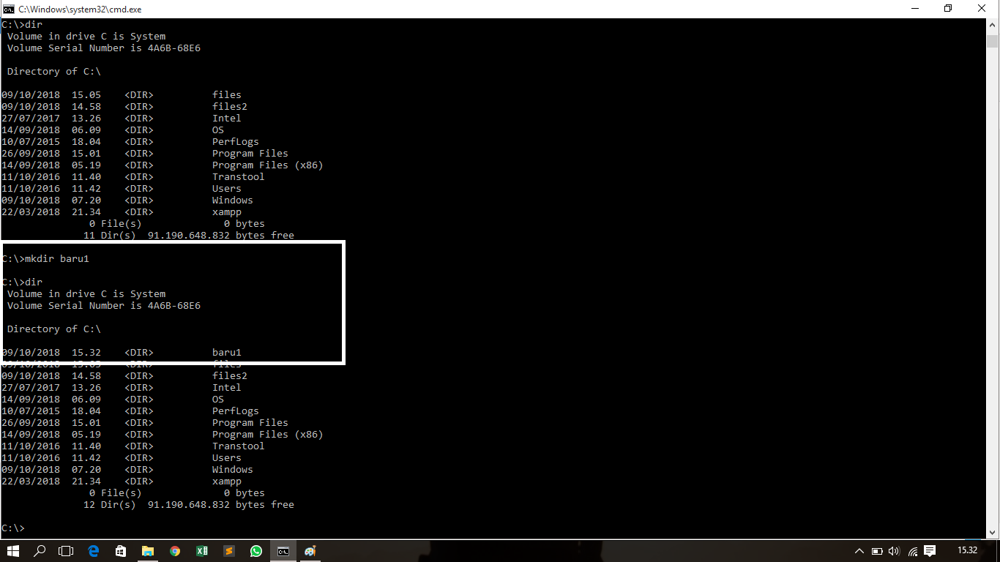 C:\Windows\system32\cmd.exe
C:\>dir
 Volume in drive C is System
 Volume Serial Number is 4A6B-68E6
 Directory of C:\
09/10/2018  15.05    <DIR>          files
09/10/2018  14.58    <DIR>          files2
27/07/2017  13.26    <DIR>          Intel
14/09/2018  06.09    <DIR>          OS
10/07/2015  18.04    <DIR>          PerfLogs
26/09/2018  15.01    <DIR>          Program Files
14/09/2018  05.19    <DIR>          Program Files (x86)
11/10/2016  11.40    <DIR>          Transtool
11/10/2016  11.42    <DIR>          Users
09/10/2018  07.20    <DIR>          Windows
22/03/2018  21.34    <DIR>          xampp
               0 File(s)              0 bytes
              11 Dir(s)  91.190.648.832 bytes free
C:\>mkdir baru1
C:\>dir
 Volume in drive C is System
 Volume Serial Number is 4A6B-68E6
 Directory of C:\
09/10/2018  15.32    <DIR>          baru1
09/10/2018  15.05    <DIR>          files
09/10/2018  14.58    <DIR>          files2
27/07/2017  13.26    <DIR>          Intel
14/09/2018  06.09    <DIR>          OS
10/07/2015  18.04    <DIR>          PerfLogs
26/09/2018  15.01    <DIR>          Program Files
14/09/2018  05.19    <DIR>          Program Files (x86)
11/10/2016  11.40    <DIR>          Transtool
11/10/2016  11.42    <DIR>          Users
09/10/2018  07.20    <DIR>          Windows
22/03/2018  21.34    <DIR>          xampp
               0 File(s)              0 bytes
              12 Dir(s)  91.190.648.832 bytes free
C:\>
15.32